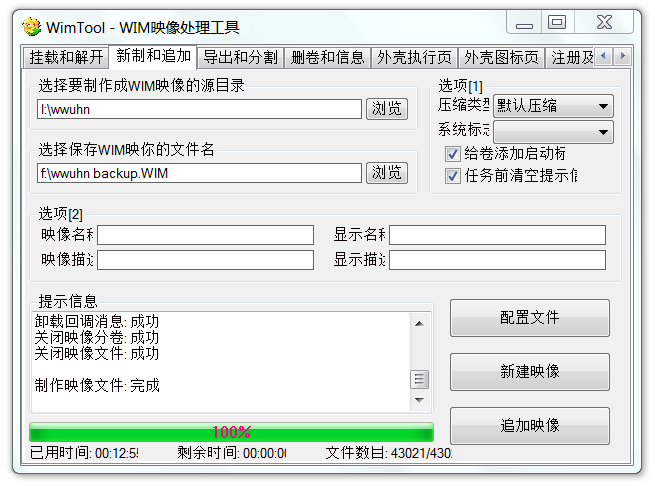 WimTool - WIM映像处理工具
挂载和解开 新制和追加 导出和分割 删卷和信息 外壳执行页 外壳图标页 注册及
选择要制作成WIM映像的源目录
I:\wwuhn 浏览
选择保存WIM映你的文件名
f:\wwuhn backup.WIM 浏览
选项[1]
压缩类型 默认压缩
系统标志
给卷添加启动标
任务前清空提示信
选项[2]
映像名称 显示名称
映像描述 显示描述
提示信息
卸载回调消息: 成功
关闭映像分卷: 成功
关闭映像文件: 成功
制作映像文件: 完成
配置文件
新建映像
追加映像
100%
已用时间: 00:12:55 剩余时间: 00:00:00 文件数目: 43021/430